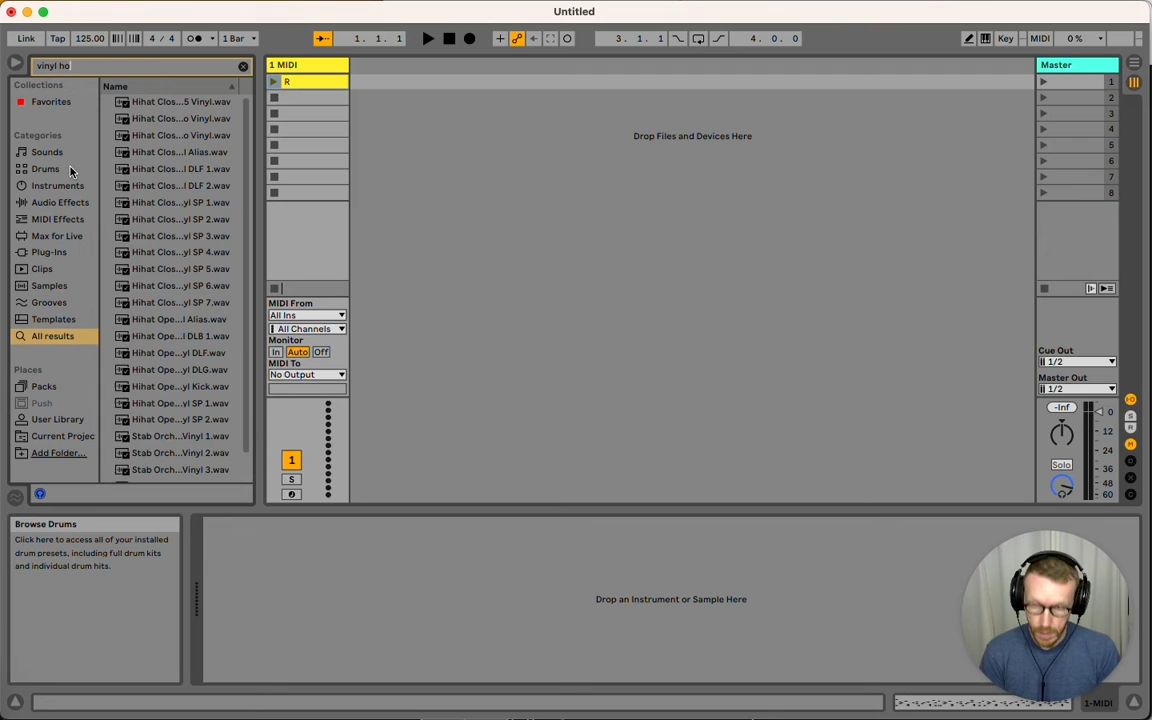 Untitled
Link Tap 125.00 4 / 4 1 Bar 1. 1. 1 3. 1. 1 4. 0. 0 Key MIDI 0 %
vinyl ho
Collections
Favorites
Categories
Sounds
Drums
Instruments
Audio Effects
MIDI Effects
Max for Live
Plug-Ins
Clips
Samples
Grooves
Templates
All results
Places
Packs
Push
User Library
Current Projec
Add Folder...
Name
Hihat Clos...5 Vinyl.wav
Hihat Clos...o Vinyl.wav
Hihat Clos...o Vinyl.wav
Hihat Clos...l Alias.wav
Hihat Clos...l DLF 1.wav
Hihat Clos...l DLF 2.wav
Hihat Clos...yl SP 1.wav
Hihat Clos...yl SP 2.wav
Hihat Clos...yl SP 3.wav
Hihat Clos...yl SP 4.wav
Hihat Clos...yl SP 5.wav
Hihat Clos...yl SP 6.wav
Hihat Clos...yl SP 7.wav
Hihat Ope...l Alias.wav
Hihat Ope...l DLB 1.wav
Hihat Ope...yl DLF.wav
Hihat Ope...yl DLG.wav
Hihat Ope...yl Kick.wav
Hihat Ope...yl SP 1.wav
Hihat Ope...yl SP 2.wav
Stab Orch...Vinyl 1.wav
Stab Orch...Vinyl 2.wav
Stab Orch...Vinyl 3.wav
1 MIDI
R
MIDI From
All Ins
All Channels
Monitor
In Auto Off
MIDI To
No Output
1
S
Drop Files and Devices Here
Master
1
2
3
4
5
6
7
8
Cue Out
1/2
Master Out
1/2
-Inf
0
12
24
36
48
60
Solo
Browse Drums
Click here to access all of your installed
drum presets, including full drum kits
and individual drum hits.
Drop an Instrument or Sample Here
1-MIDI